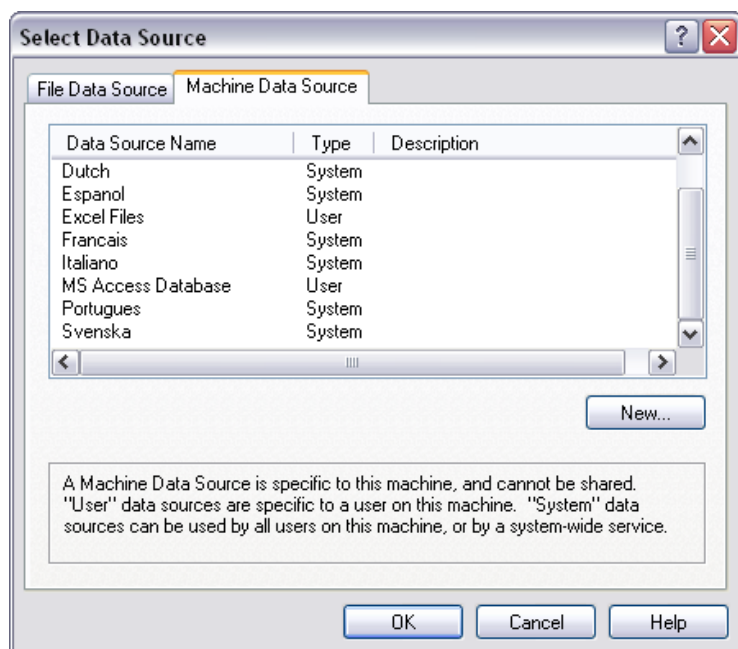 Select Data Source
File Data Source Machine Data Source
Data Source Name Type Description
Dutch System
Espanol System
Excel Files User
Francais System
Italiano System
MS Access Database User
Portugues System
Svenska System
New...
A Machine Data Source is specific to this machine, and cannot be shared.
"User" data sources are specific to a user on this machine. "System" data
sources can be used by all users on this machine, or by a system-wide service.
OK Cancel Help